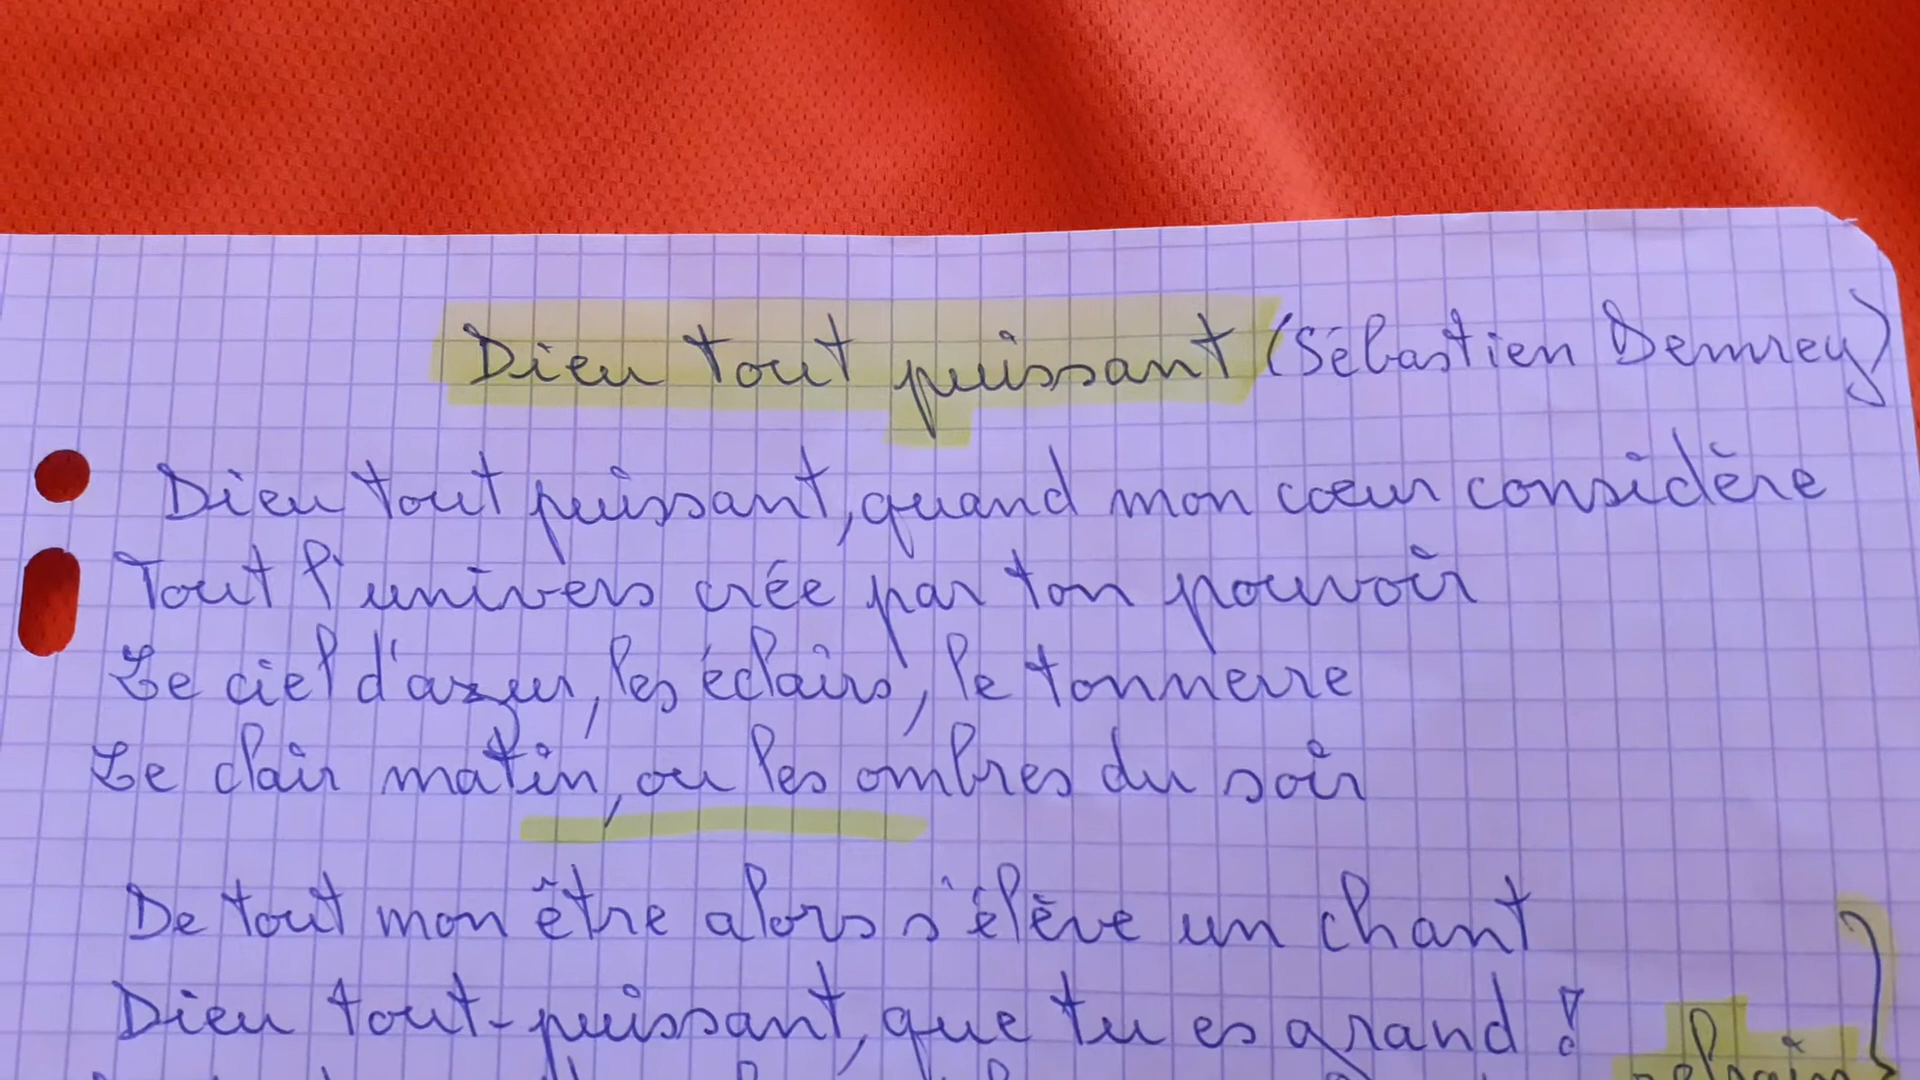 Dieu tout puissant (Sébastien Demrey)
Dieu tout puissant, quand mon cœur considère
Tout l'univers crée par ton pouvoir
Le ciel d'azur, les éclairs, le tonnerre
Le clair matin, ou les ombres du soir
De tout mon être alors s'élève un chant
Dieu tout-puissant, que tu es grand !
refrain